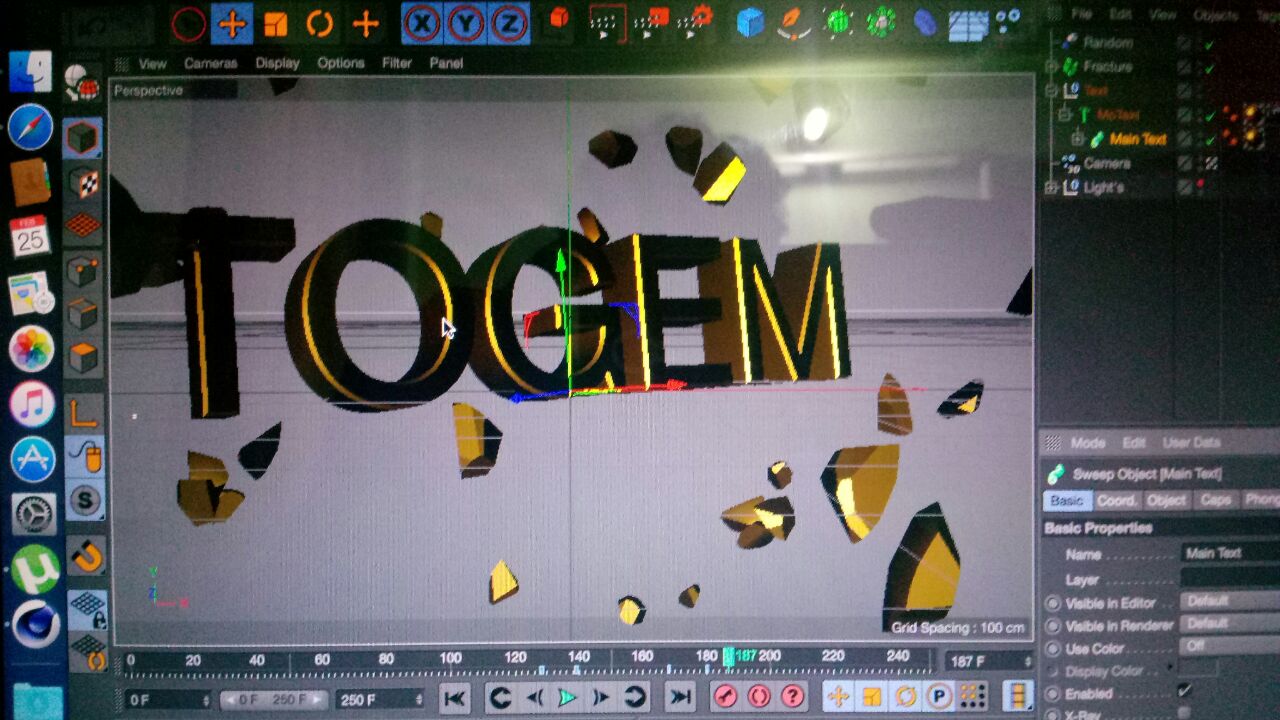 X Y Z
File Edit View Objects
View Cameras Display Options Filter Panel
Perspective
Random
Fracture
Text
MoText
Main Text
Camera
Light's
FEB
25
TOGEM
S
Grid Spacing : 100 cm
Mode Edit User Data
Sweep Object [Main Text]
Basic Coord. Object Caps Phong
Basic Properties
Name Main Text
Layer
Visible in Editor Default
Visible in Renderer Default
Use Color Off
Display Color
Enabled
X-Ray
0 20 40 60 80 100 120 140 160 180 187 200 220 240 187 F
0 F 0 F 250 F 250 F ? P